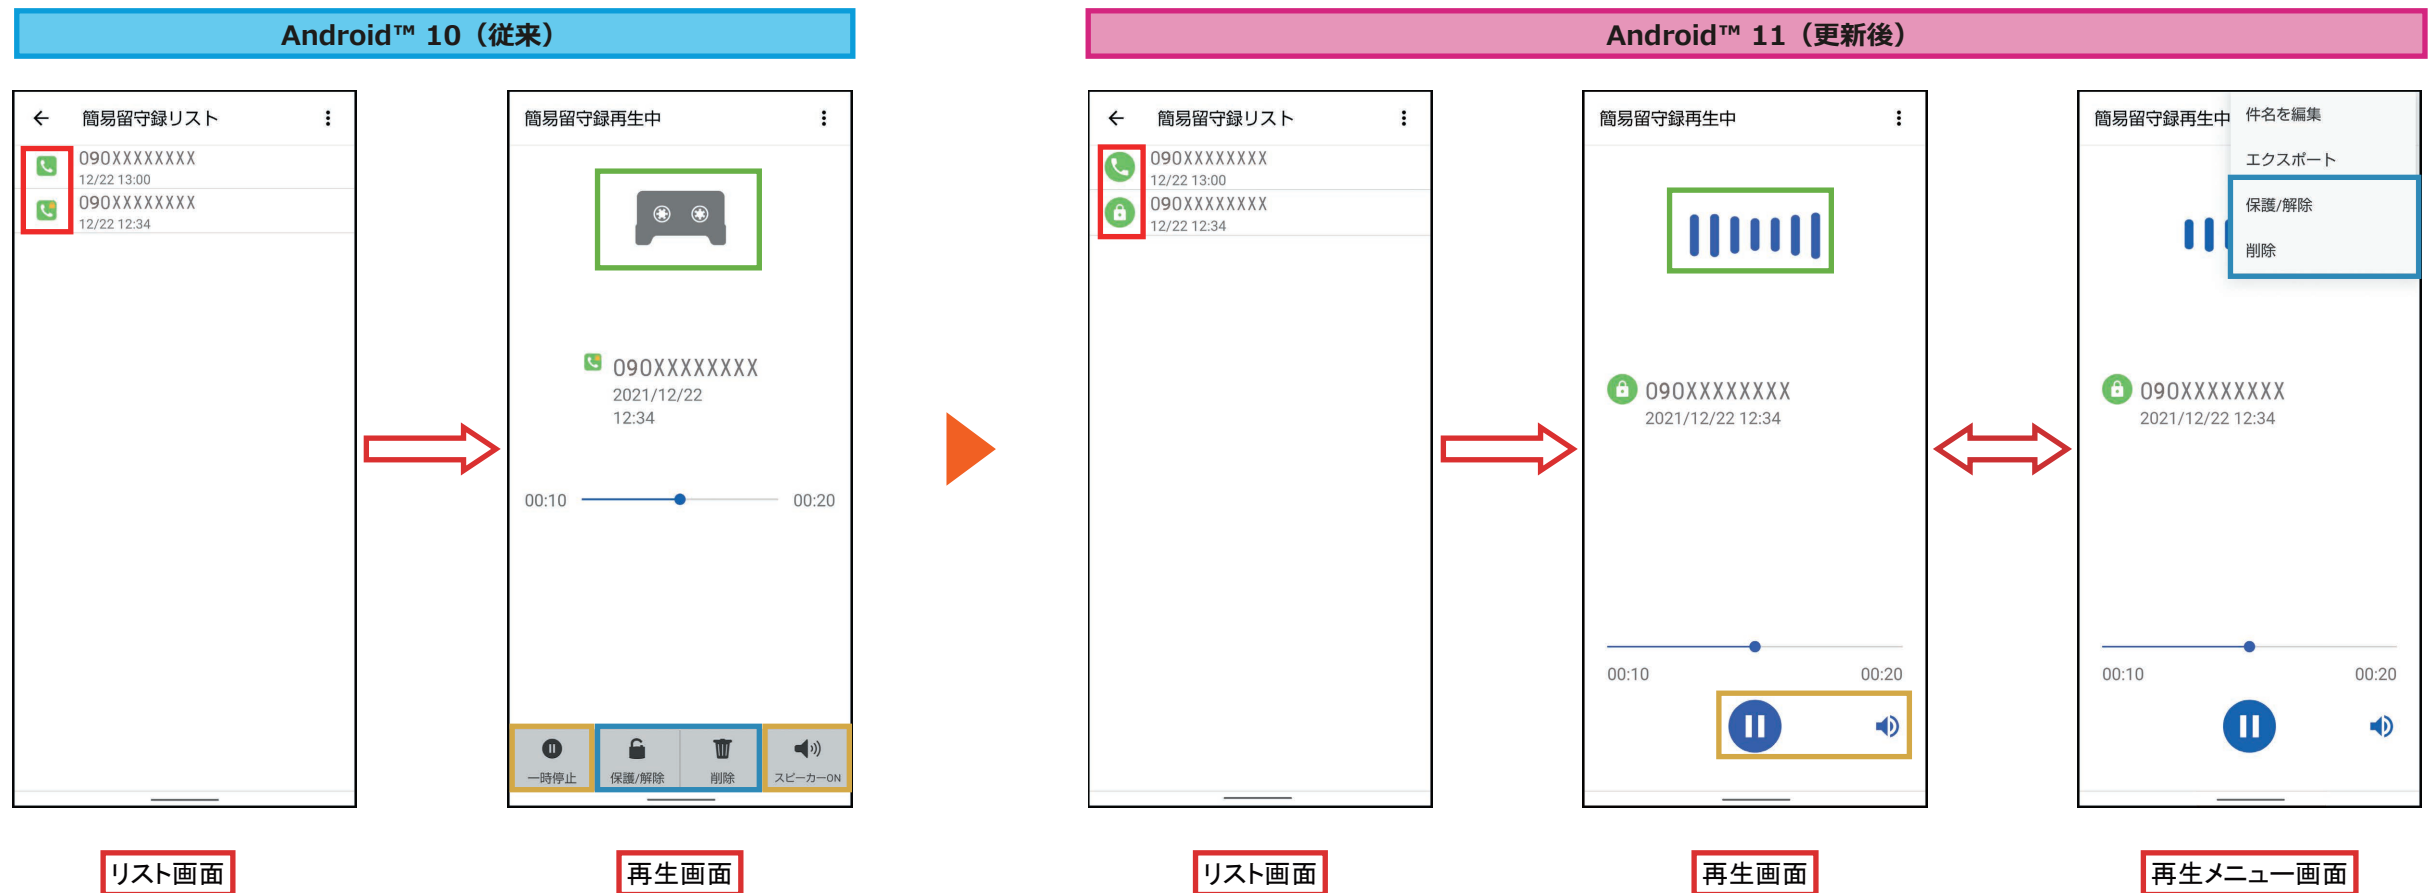 Android™ 10（従来）
簡易留守録リスト
090XXXXXXXX
12/22 13:00
090XXXXXXXX
12/22 12:34
リスト画面
簡易留守録再生中
090XXXXXXXX
2021/12/22
12:34
00:10
00:20
一時停止
保護/解除
削除
スピーカーON
再生画面
Android™ 11（更新後）
簡易留守録リスト
090XXXXXXXX
12/22 13:00
090XXXXXXXX
12/22 12:34
リスト画面
簡易留守録再生中
090XXXXXXXX
2021/12/22 12:34
00:10
00:20
再生画面
簡易留守録再生中
件名を編集
エクスポート
保護/解除
削除
090XXXXXXXX
2021/12/22 12:34
00:10
00:20
再生メニュー画面